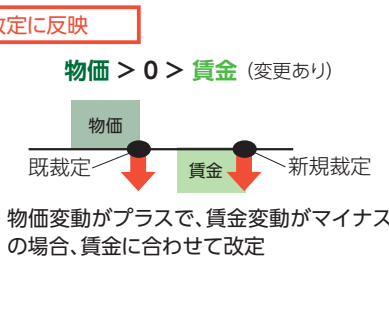 改定に反映
物価 > 0 > 賃金 (変更あり)
物価
既裁定
賃金
新規裁定
物価変動がプラスで、賃金変動がマイナス
の場合、賃金に合わせて改定